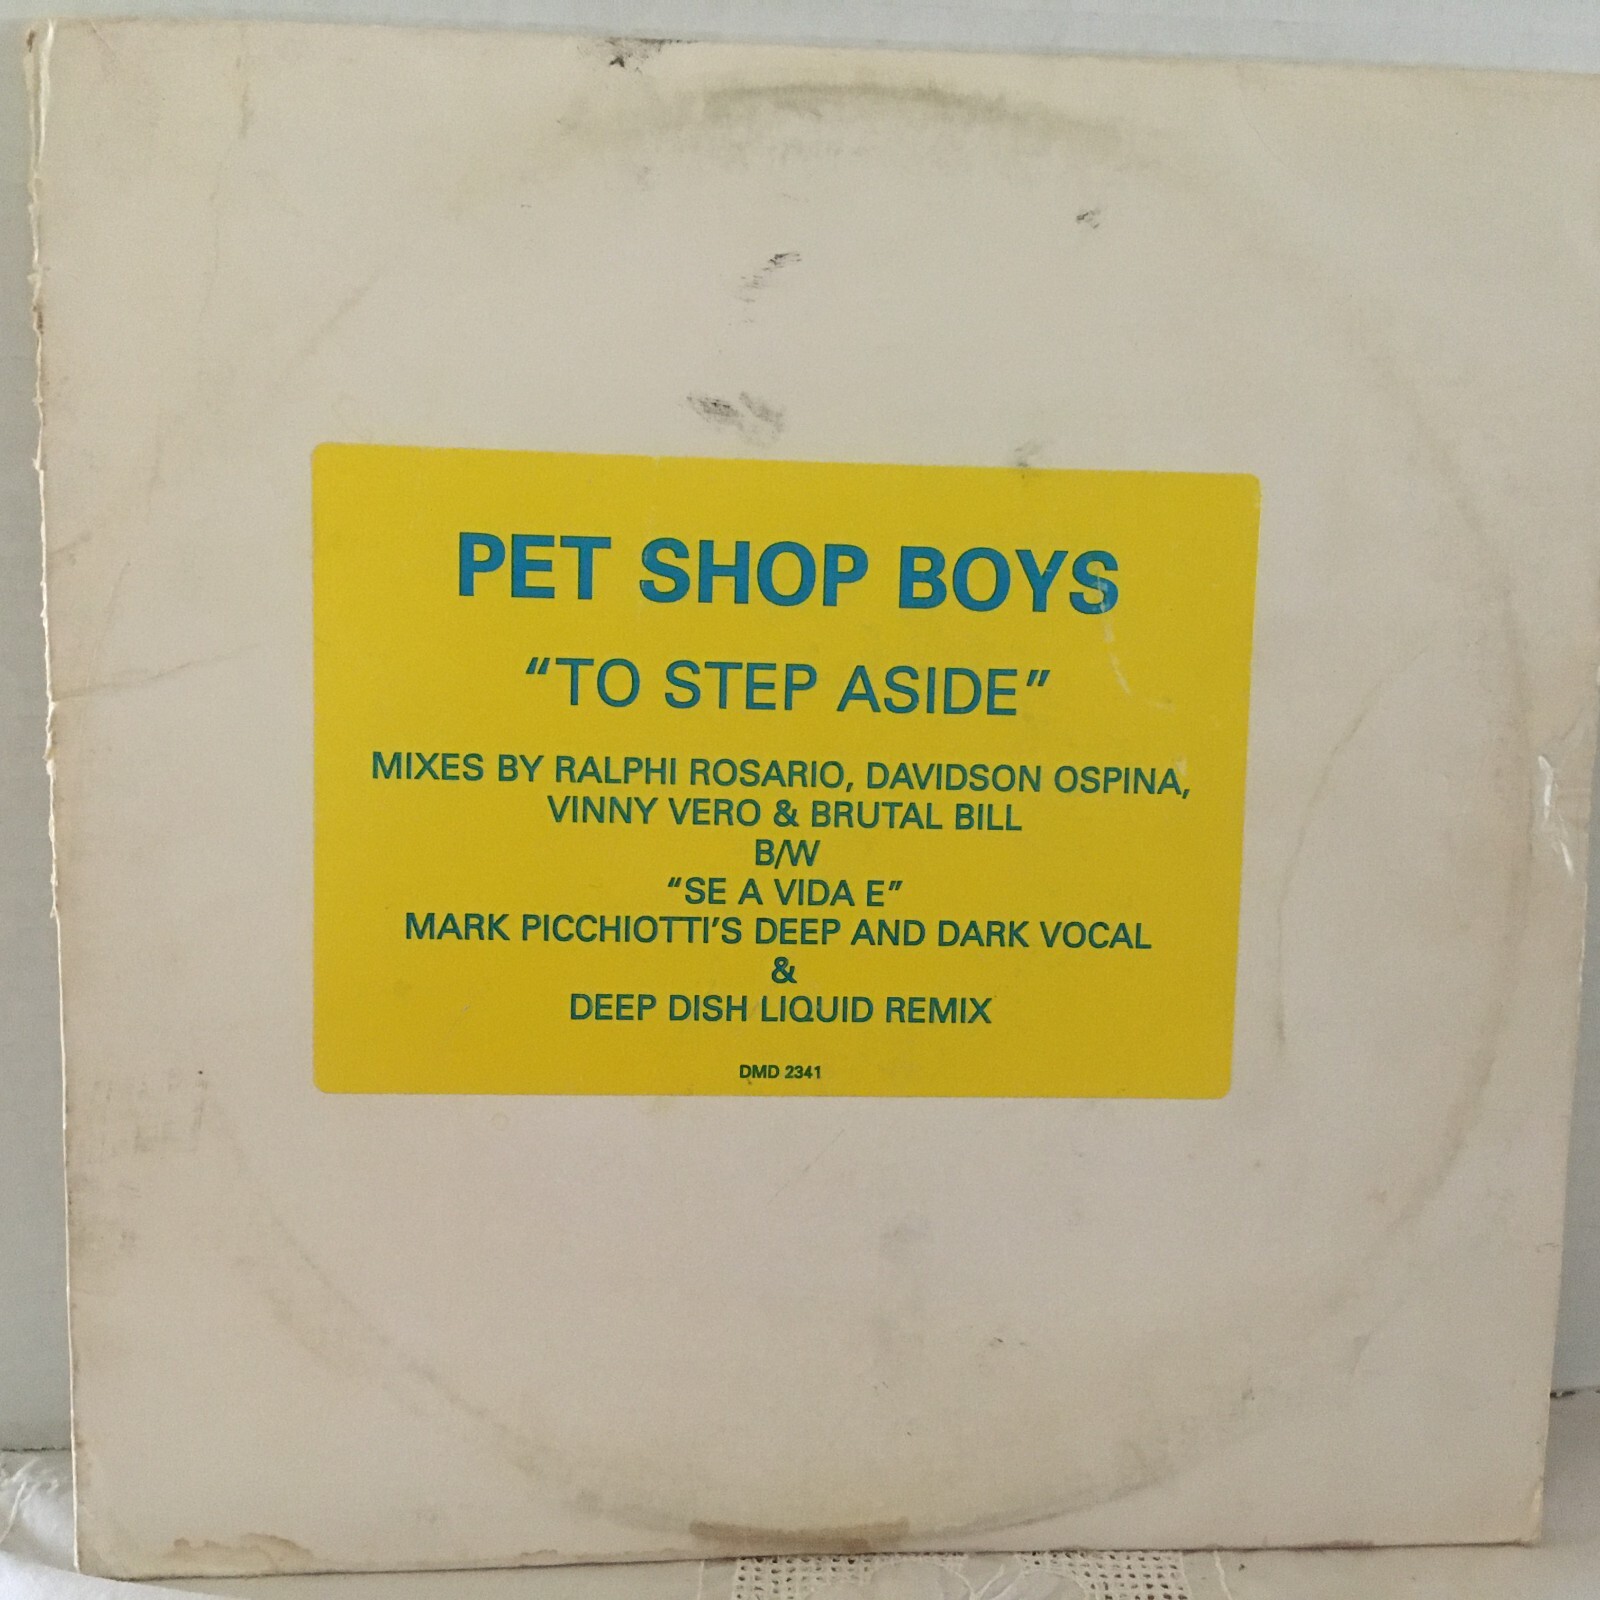 PET SHOP BOYS
“TO STEP ASIDE”
MIXES BY RALPHI ROSARIO, DAVIDSON OSPINA,
VINNY VERO & BRUTAL BILL
B/W
“SE A VIDA E”
MARK PICCHIOTTI’S DEEP AND DARK VOCAL
&
DEEP DISH LIQUID REMIX
DMD 2341